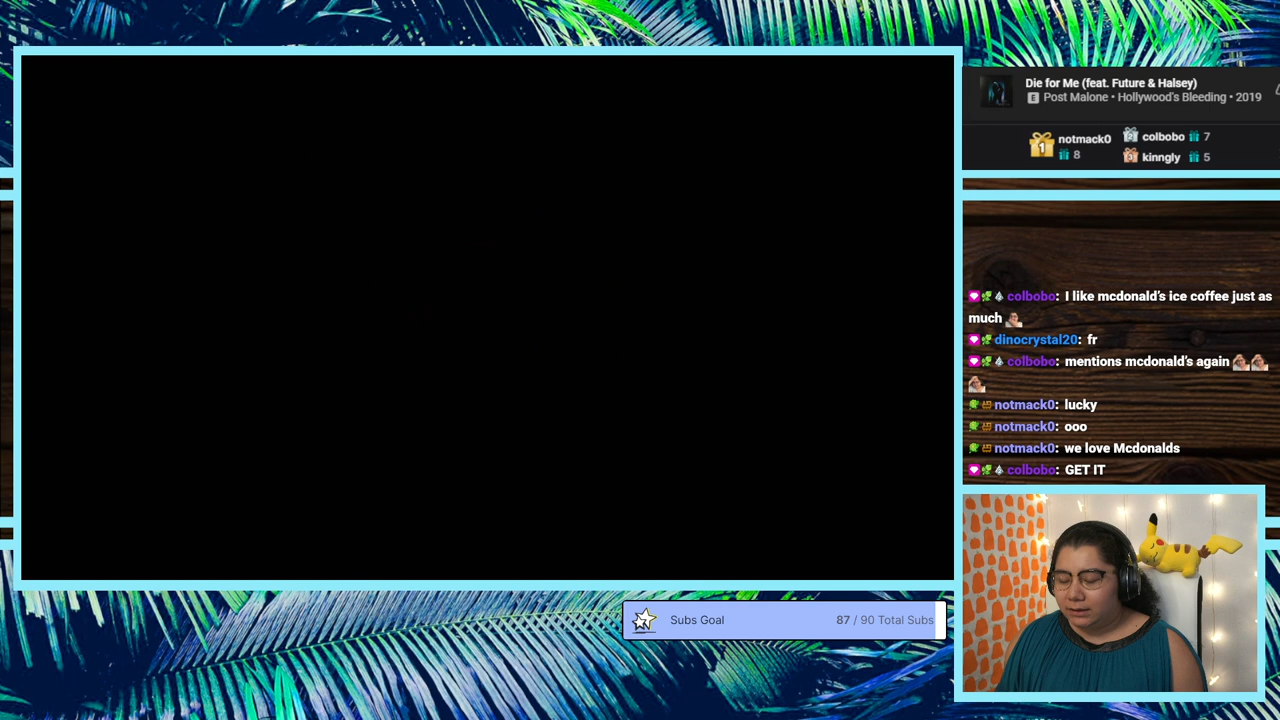 Die for Me (feat. Future & Halsey)
E Post Malone • Hollywood's Bleeding • 2019
1 notmack0 8
colbobo 7
kinngly 5
colbobo: I like mcdonald's ice coffee just as
much
dinocrystal20: fr
colbobo: mentions mcdonald's again
notmack0: lucky
notmack0: ooo
notmack0: we love Mcdonalds
colbobo: GET IT
Subs Goal 87 / 90 Total Subs